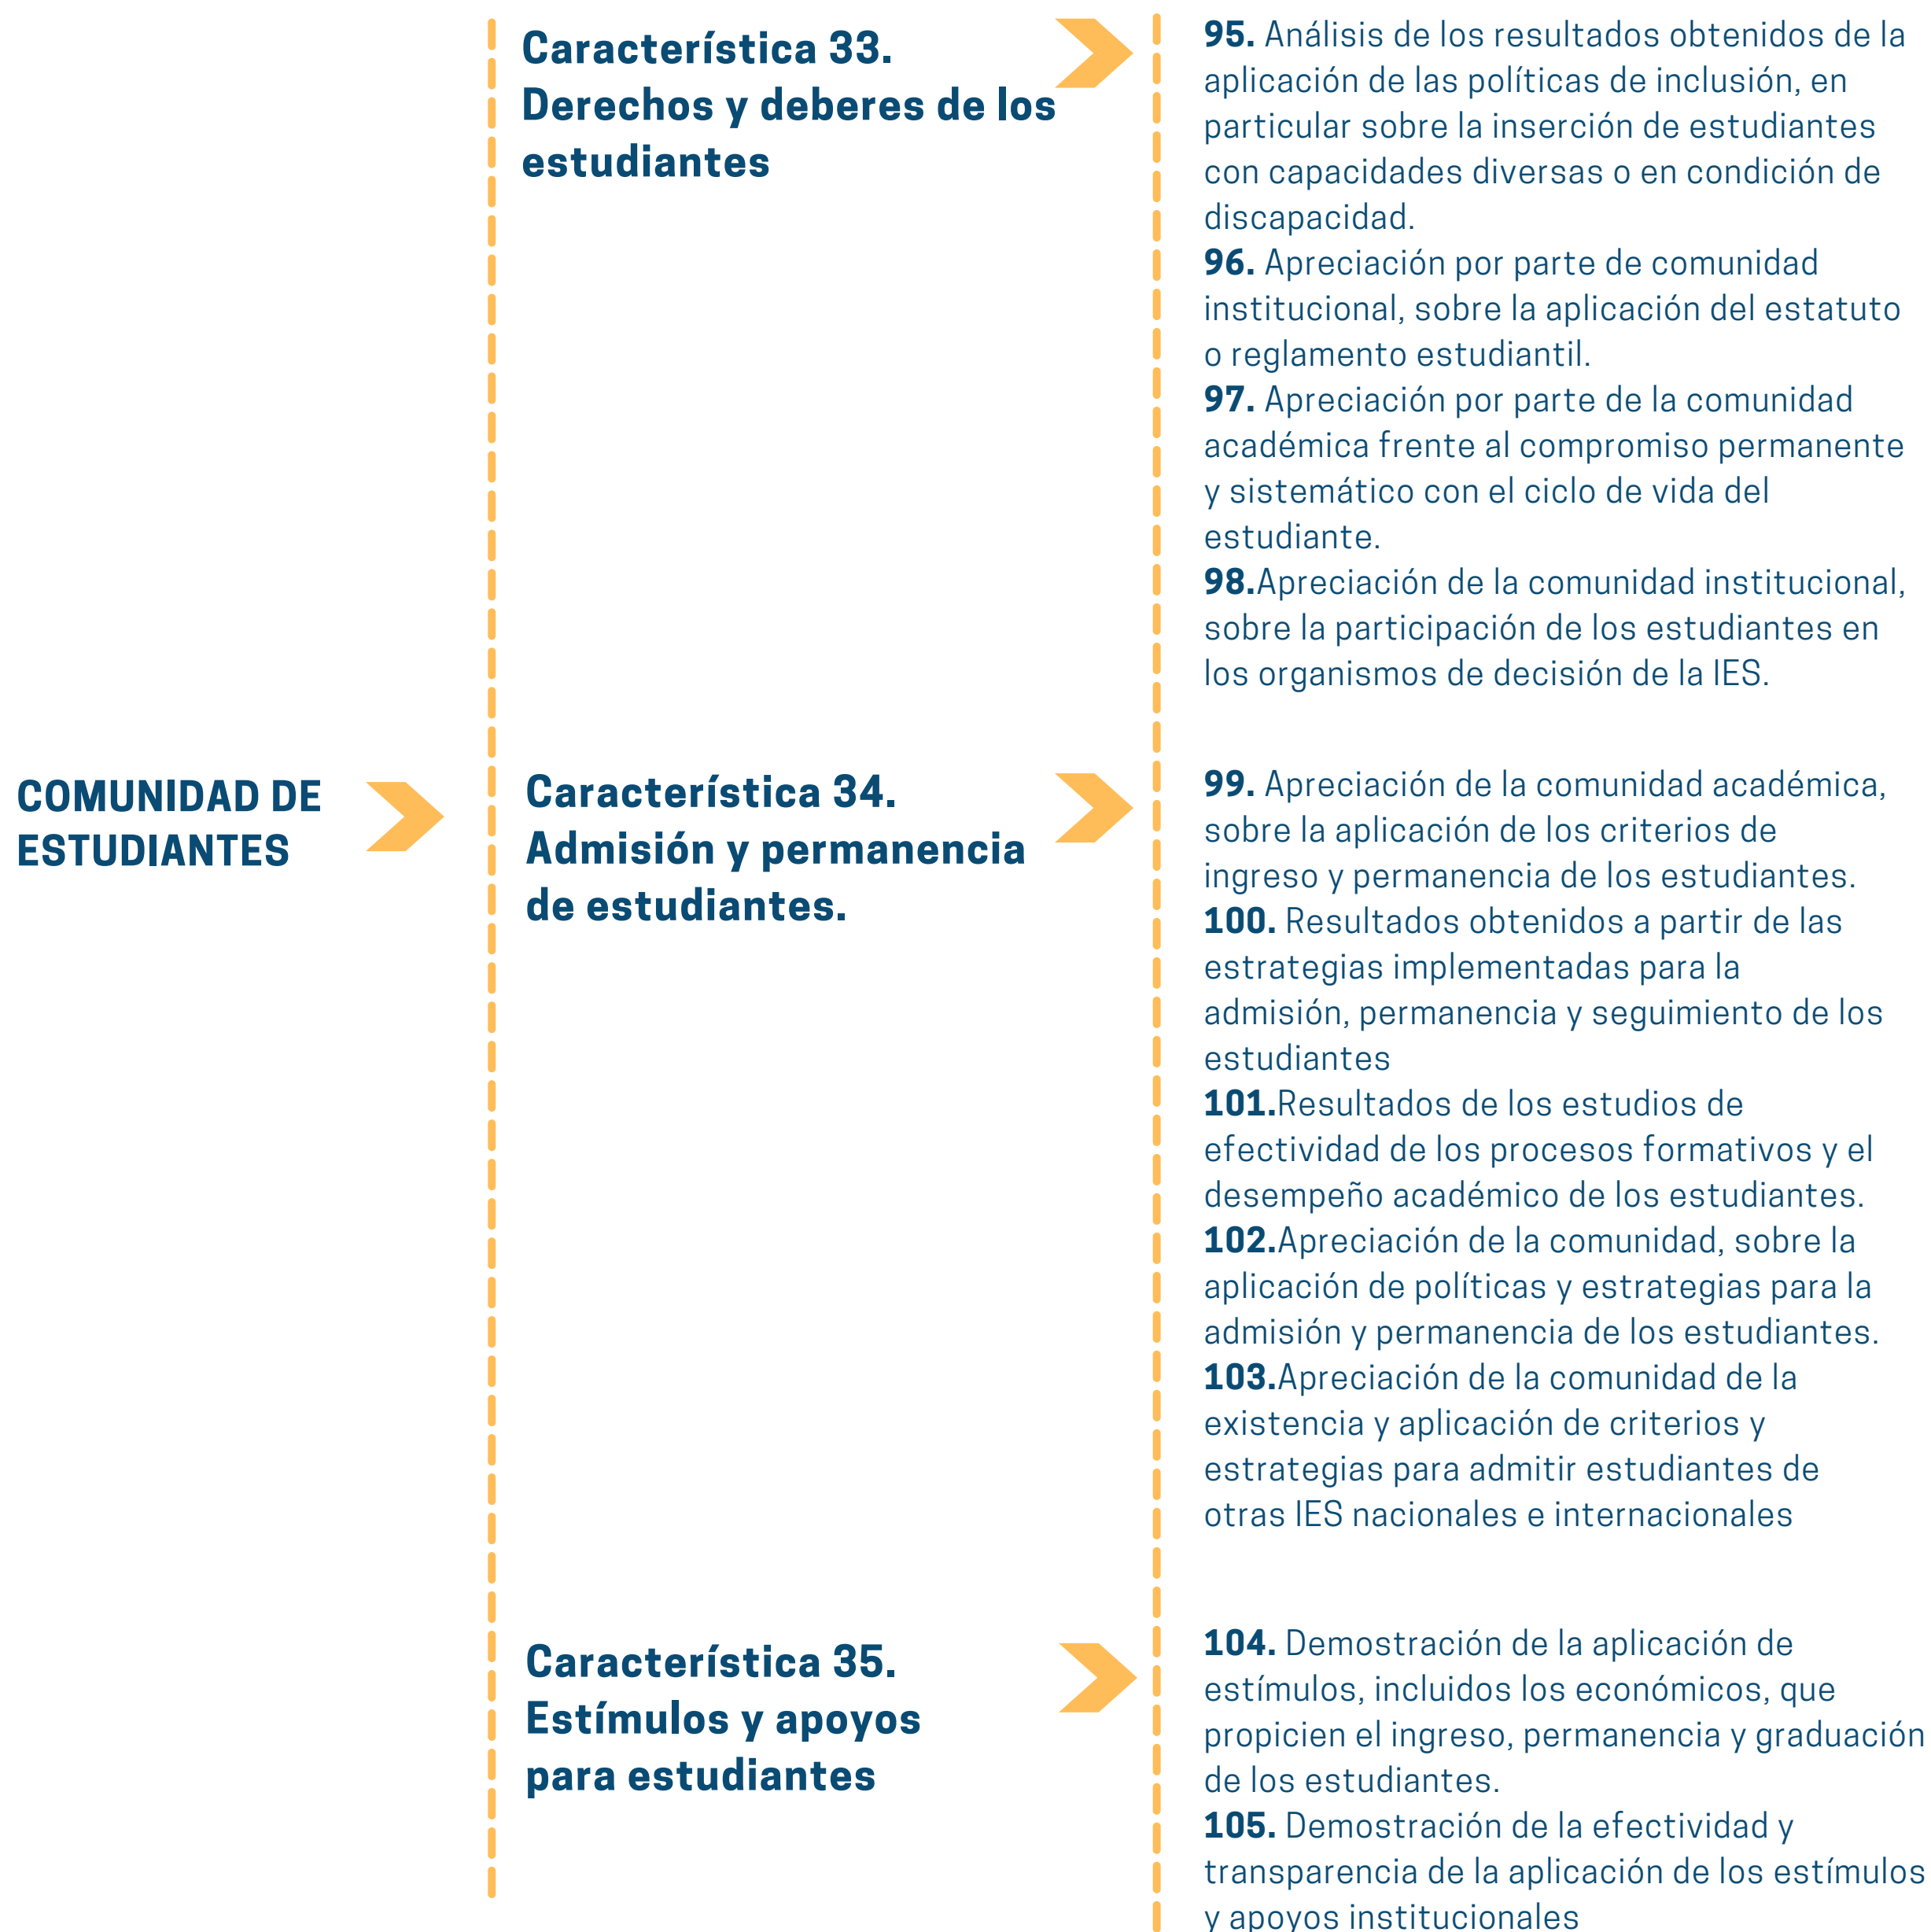 COMUNIDAD DE
ESTUDIANTES
Característica 33.
Derechos y deberes de los
estudiantes
95. Análisis de los resultados obtenidos de la
aplicación de las políticas de inclusión, en
particular sobre la inserción de estudiantes
con capacidades diversas o en condición de
discapacidad.
96. Apreciación por parte de comunidad
institucional, sobre la aplicación del estatuto
o reglamento estudiantil.
97. Apreciación por parte de la comunidad
académica frente al compromiso permanente
y sistemático con el ciclo de vida del
estudiante.
98.Apreciación de la comunidad institucional,
sobre la participación de los estudiantes en
los organismos de decisión de la IES.
Característica 34.
Admisión y permanencia
de estudiantes.
99. Apreciación de la comunidad académica,
sobre la aplicación de los criterios de
ingreso y permanencia de los estudiantes.
100. Resultados obtenidos a partir de las
estrategias implementadas para la
admisión, permanencia y seguimiento de los
estudiantes
101.Resultados de los estudios de
efectividad de los procesos formativos y el
desempeño académico de los estudiantes.
102.Apreciación de la comunidad, sobre la
aplicación de políticas y estrategias para la
admisión y permanencia de los estudiantes.
103.Apreciación de la comunidad de la
existencia y aplicación de criterios y
estrategias para admitir estudiantes de
otras IES nacionales e internacionales
Característica 35.
Estímulos y apoyos
para estudiantes
104. Demostración de la aplicación de
estímulos, incluidos los económicos, que
propicien el ingreso, permanencia y graduación
de los estudiantes.
105. Demostración de la efectividad y
transparencia de la aplicación de los estímulos
y apoyos institucionales